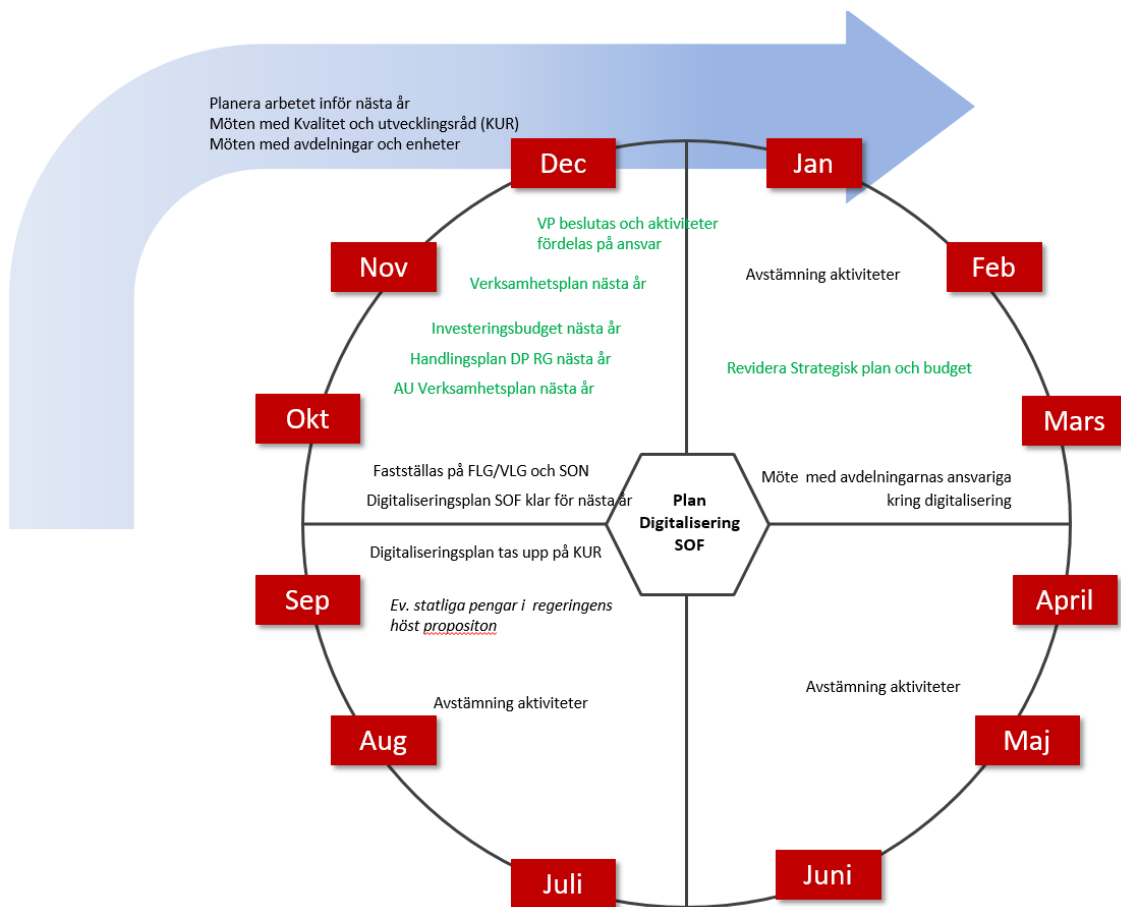 Planera arbetet inför nästa år
Möten med Kvalitet och utvecklingsråd (KUR)
Möten med avdelningar och enheter
Dec
Jan
VP beslutas och aktiviteter
fördelas på ansvar
Nov
Feb
Verksamhetsplan nästa år
Avstämning aktiviteter
Investeringsbudget nästa år
Handlingsplan DP RG nästa år
Revidera Strategisk plan och budget
AU Verksamhetsplan nästa år
Okt
Mars
Fastställas på FLG/VLG och SON
Digitaliseringsplan SOF klar för nästa år
Möte  med avdelningarnas ansvariga
kring digitalisering
Plan
Digitalisering
SOF
Digitaliseringsplan tas upp på KUR
Sep
April
Ev. statliga pengar i  regeringens
höst propositon
Avstämning aktiviteter
Avstämning aktiviteter
Aug
Maj
Juli
Juni